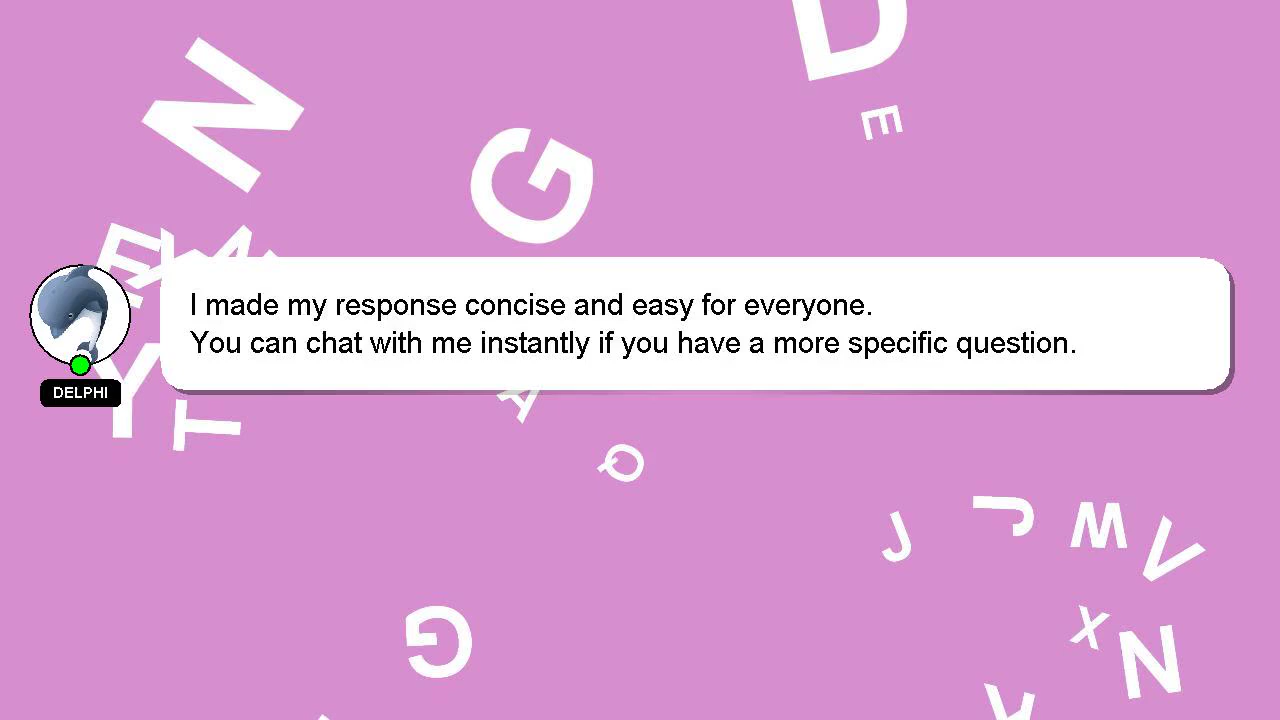 D
N
E
G
E
Y
N
I made my response concise and easy for everyone.
You can chat with me instantly if you have a more specific question.
DELPHI
Y
A
T
Q
J
J
W
V
X
G
N
A